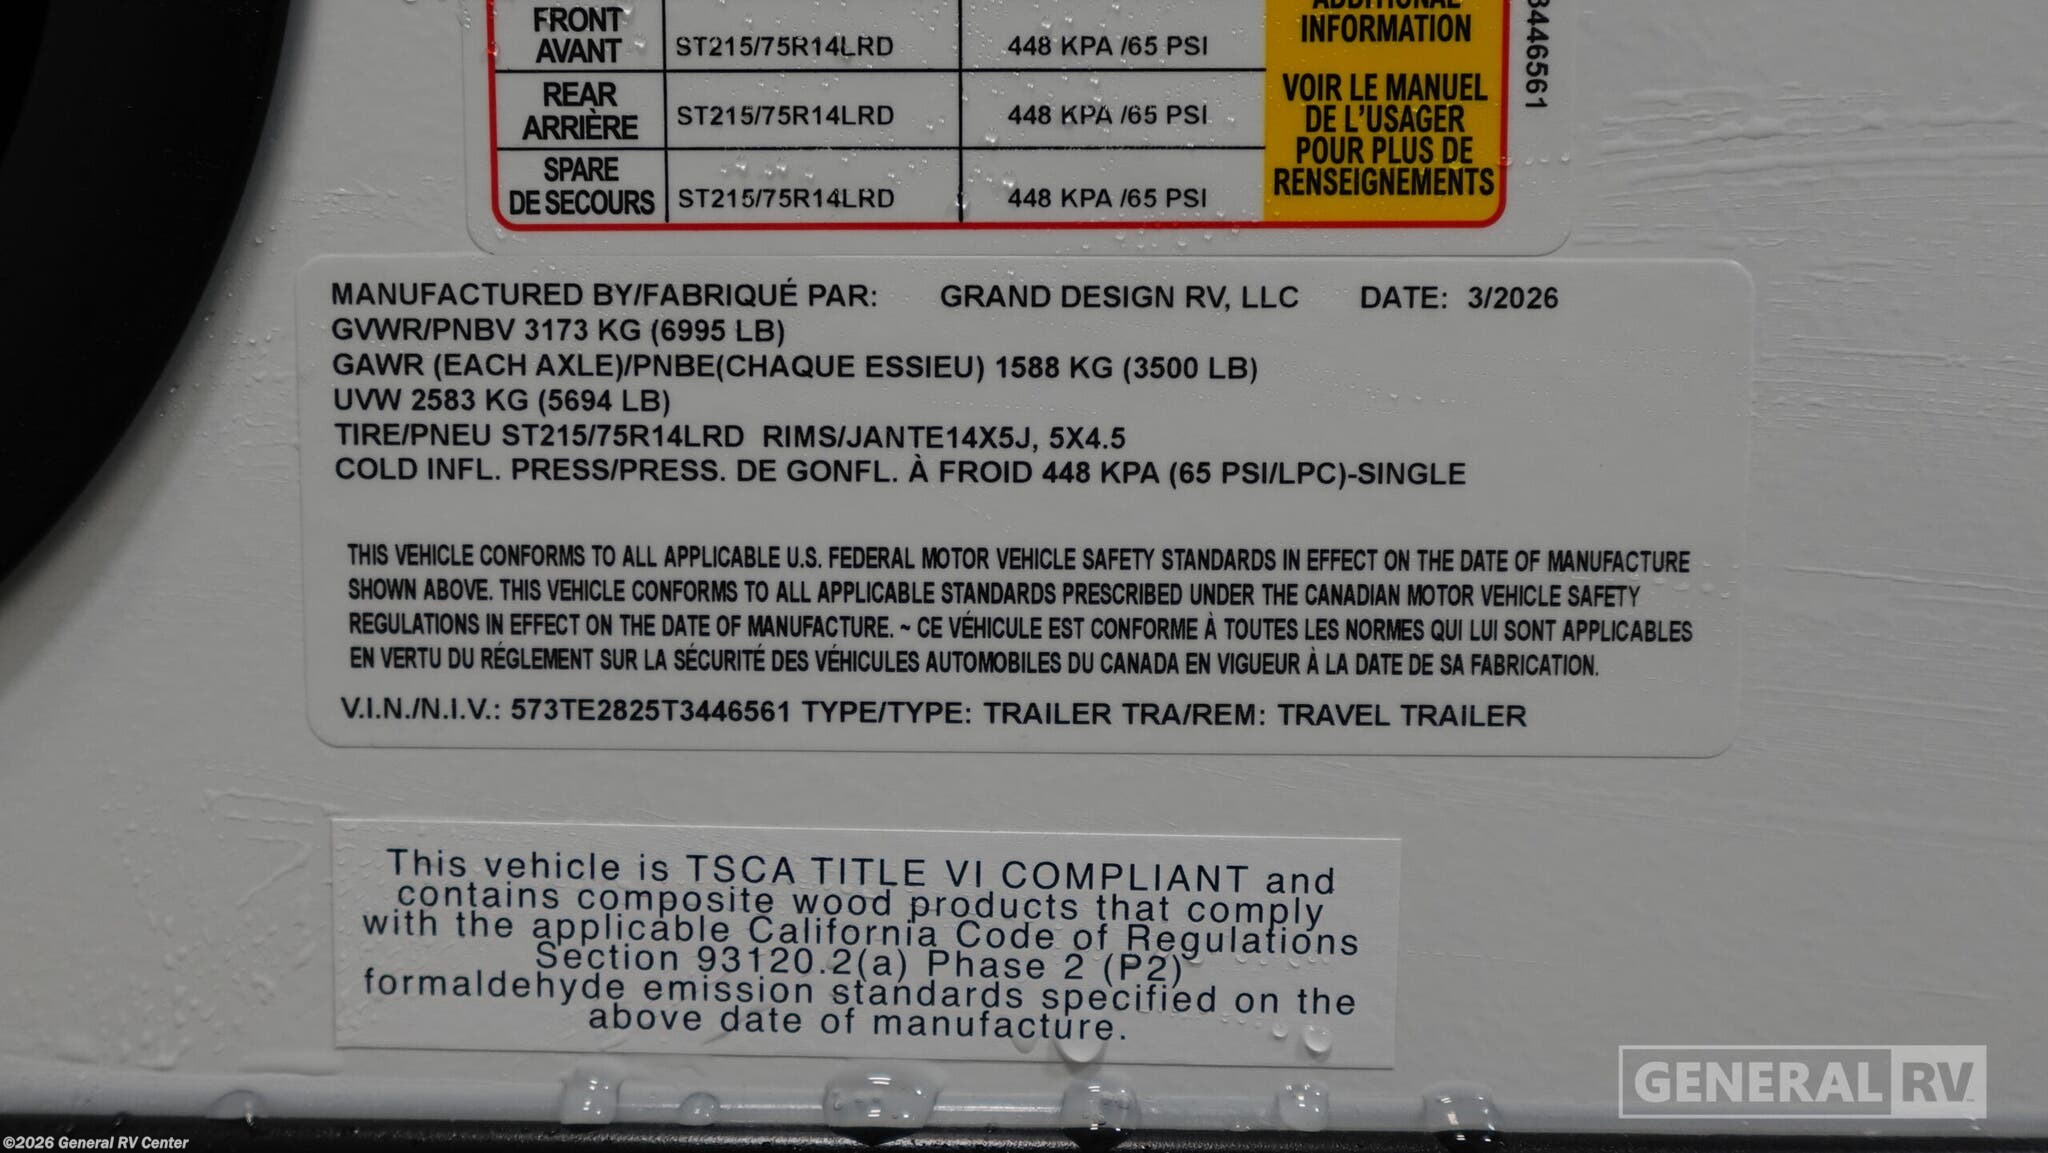 ADDITIONAL
INFORMATION
FRONT
AVANT
ST215/75R14LRD
448 KPA /65 PSI
REAR
ARRIÈRE
ST215/75R14LRD
448 KPA /65 PSI
SPARE
DE SECOURS
ST215/75R14LRD
448 KPA /65 PSI
VOIR LE MANUEL
DE L'USAGER
POUR PLUS DE
RENSEIGNEMENTS
3446561
MANUFACTURED BY/FABRIQUÉ PAR: GRAND DESIGN RV, LLC DATE: 3/2026
GVWR/PNBV 3173 KG (6995 LB)
GAWR (EACH AXLE)/PNBE(CHAQUE ESSIEU) 1588 KG (3500 LB)
UVW 2583 KG (5694 LB)
TIRE/PNEU ST215/75R14LRD RIMS/JANTE14X5J, 5X4.5
COLD INFL. PRESS/PRESS. DE GONFL. À FROID 448 KPA (65 PSI/LPC)-SINGLE
THIS VEHICLE CONFORMS TO ALL APPLICABLE U.S. FEDERAL MOTOR VEHICLE SAFETY STANDARDS IN EFFECT ON THE DATE OF MANUFACTURE
SHOWN ABOVE. THIS VEHICLE CONFORMS TO ALL APPLICABLE STANDARDS PRESCRIBED UNDER THE CANADIAN MOTOR VEHICLE SAFETY
REGULATIONS IN EFFECT ON THE DATE OF MANUFACTURE. ~ CE VÉHICULE EST CONFORME À TOUTES LES NORMES QUI LUI SONT APPLICABLES
EN VERTU DU RÉGLEMENT SUR LA SÉCURITÉ DES VÉHICULES AUTOMOBILES DU CANADA EN VIGUEUR À LA DATE DE SA FABRICATION.
V.I.N./N.I.V.: 573TE2825T3446561 TYPE/TYPE: TRAILER TRA/REM: TRAVEL TRAILER
This vehicle is TSCA TITLE VI COMPLIANT and
contains composite wood products that comply
with the applicable California Code of Regulations
Section 93120.2(a) Phase 2 (P2)
formaldehyde emission standards specified on the
above date of manufacture.
GENERAL RV
©2026 General RV Center